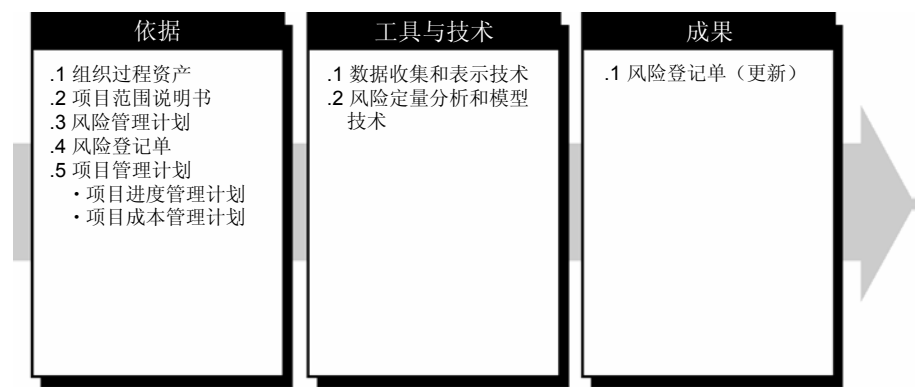 依据
.1 组织过程资产
.2 项目范围说明书
.3 风险管理计划
.4 风险登记单
.5 项目管理计划
·项目进度管理计划
·项目成本管理计划
工具与技术
.1 数据收集和表示技术
.2 风险定量分析和模型
技术
成果
.1 风险登记单（更新）